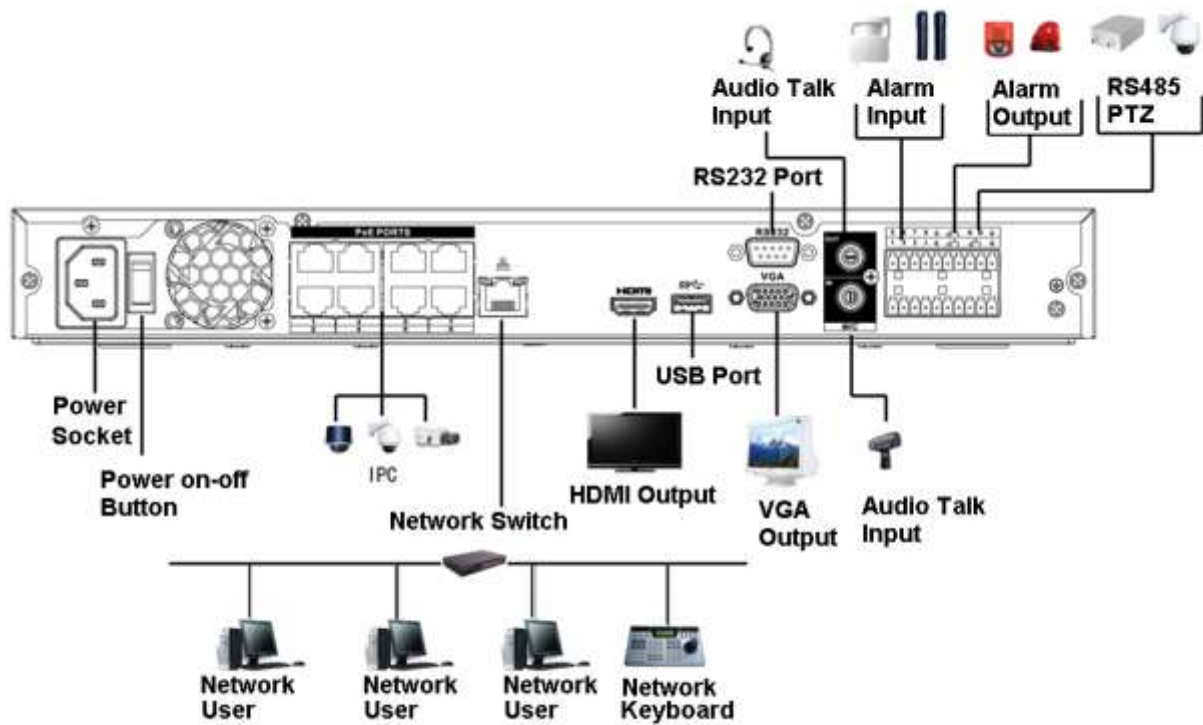 Audio Talk
Input
Alarm
Input
Alarm
Output
RS485
PTZ
RS232 Port
PoE PORTS
RS232
HDMI
VGA
MIC
USB Port
Power
Socket
IPC
Power on-off
Button
HDMI Output
VGA
Output
Audio Talk
Input
Network Switch
Network
User
Network
User
Network
User
Network
Keyboard